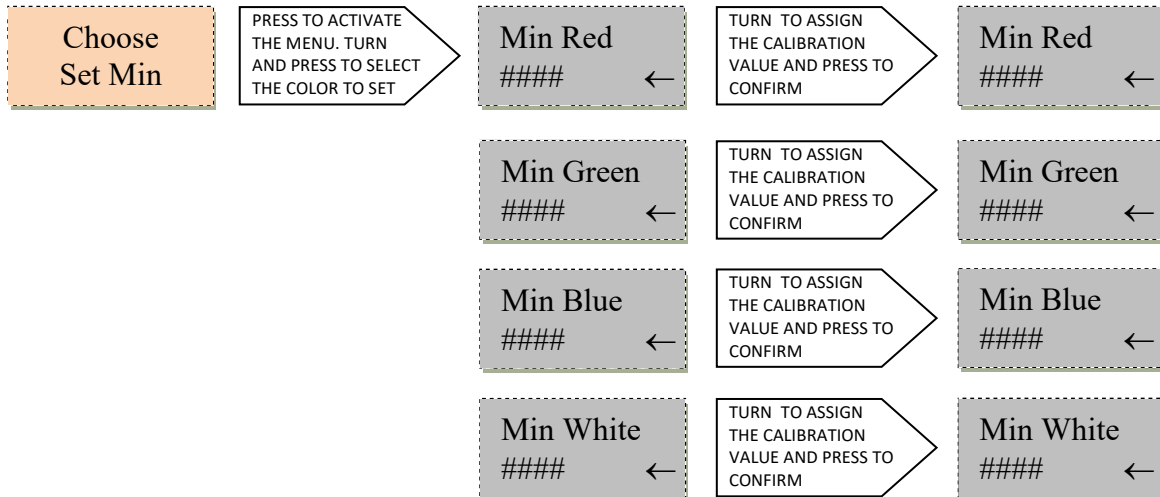 Choose
Set Min
PRESS TO ACTIVATE
THE MENU. TURN
AND PRESS TO SELECT
THE COLOR TO SET
Min Red
#### ←
TURN TO ASSIGN
THE CALIBRATION
VALUE AND PRESS TO
CONFIRM
Min Red
#### ←
Min Green
#### ←
TURN TO ASSIGN
THE CALIBRATION
VALUE AND PRESS TO
CONFIRM
Min Green
#### ←
Min Blue
#### ←
TURN TO ASSIGN
THE CALIBRATION
VALUE AND PRESS TO
CONFIRM
Min Blue
#### ←
Min White
#### ←
TURN TO ASSIGN
THE CALIBRATION
VALUE AND PRESS TO
CONFIRM
Min White
#### ←